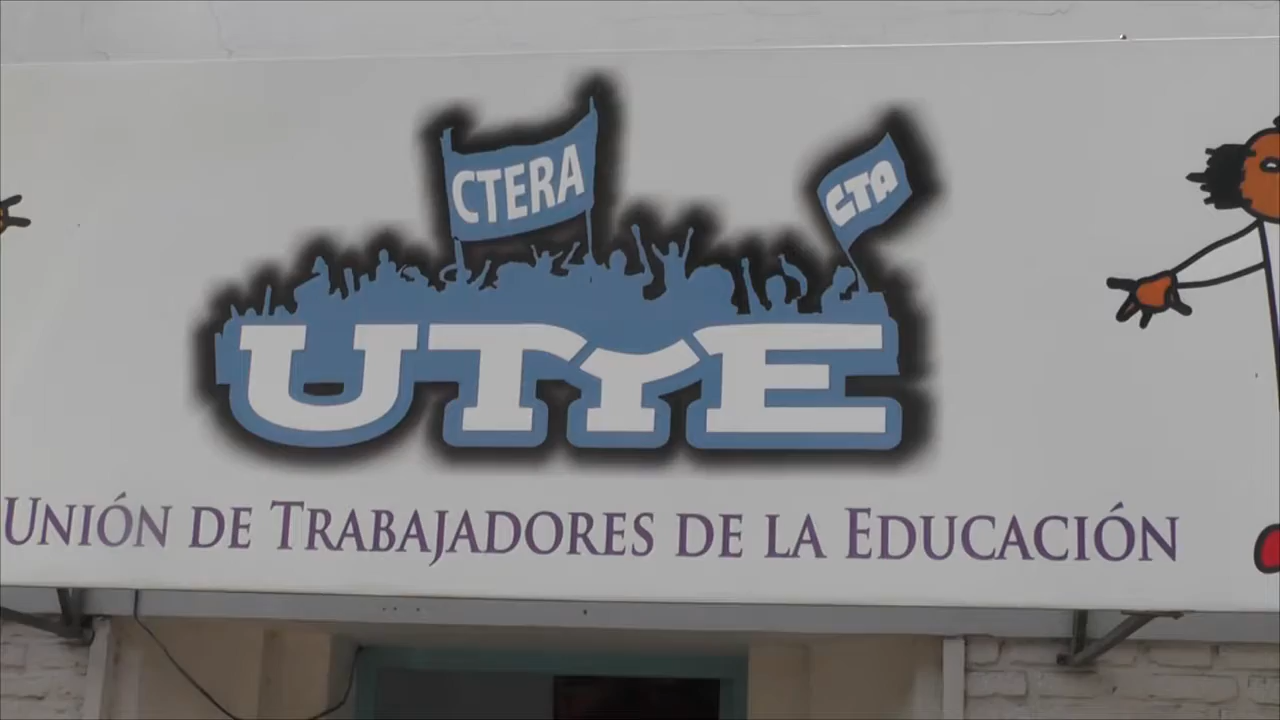 CTERA
CTA
UTYE
UNIÓN DE TRABAJADORES DE LA EDUCACIÓN